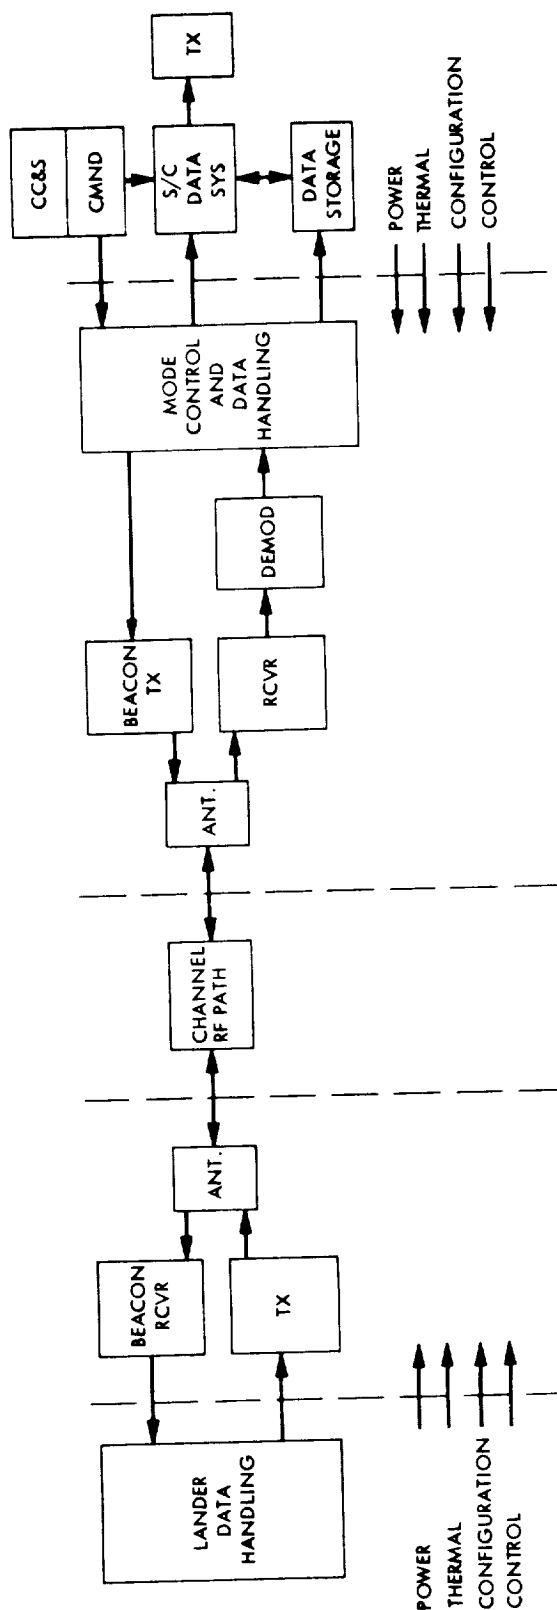 LANDER
DATA
HANDLING
BEACON
RCVR
TX
ANT.
CHANNEL
RF PATH
ANT.
BEACON
TX
RCVR
DEMOD
MODE
CONTROL
AND
DATA
HANDLING
CC&S
CMND
S/C
DATA
SYS
TX
DATA
STORAGE
POWER
THERMAL
CONFIGURATION
CONTROL
POWER
THERMAL
CONFIGURATION
CONTROL